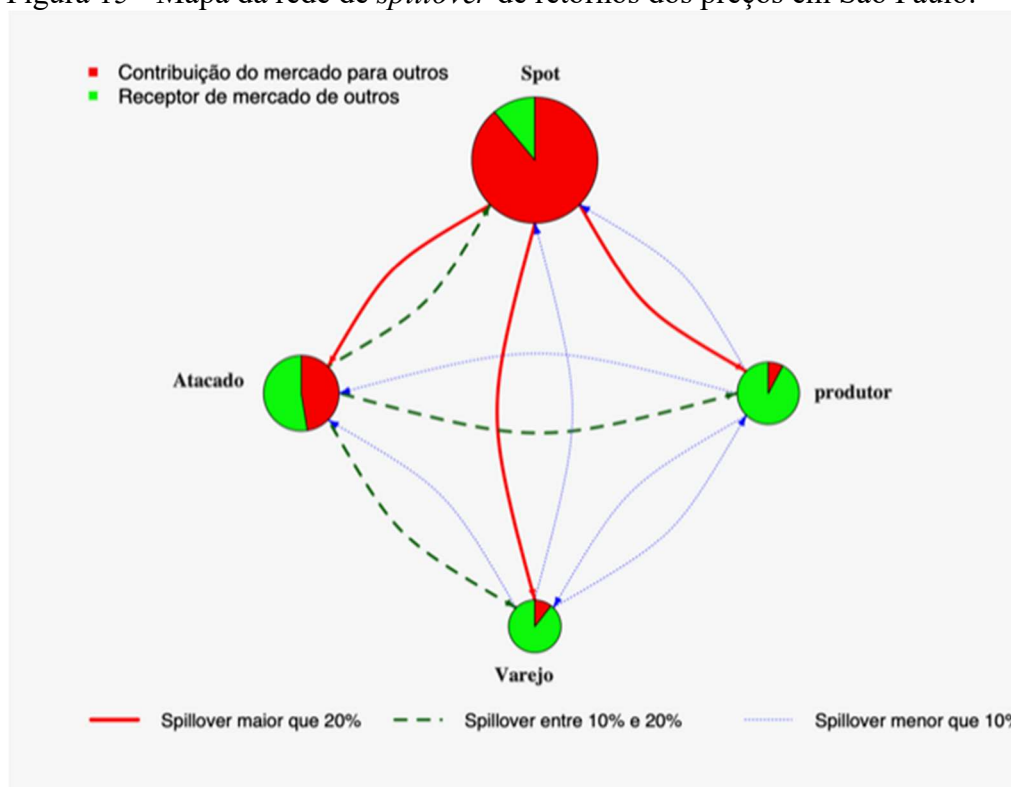 Figura 15 - Mapa da rede de spillover de retornos dos preços em São Paulo.
Contribuição do mercado para outros
Receptor de mercado de outros
Spot
Atacado
produtor
Varejo
Spillover maior que 20%
Spillover entre 10% e 20%
Spillover menor que 10%